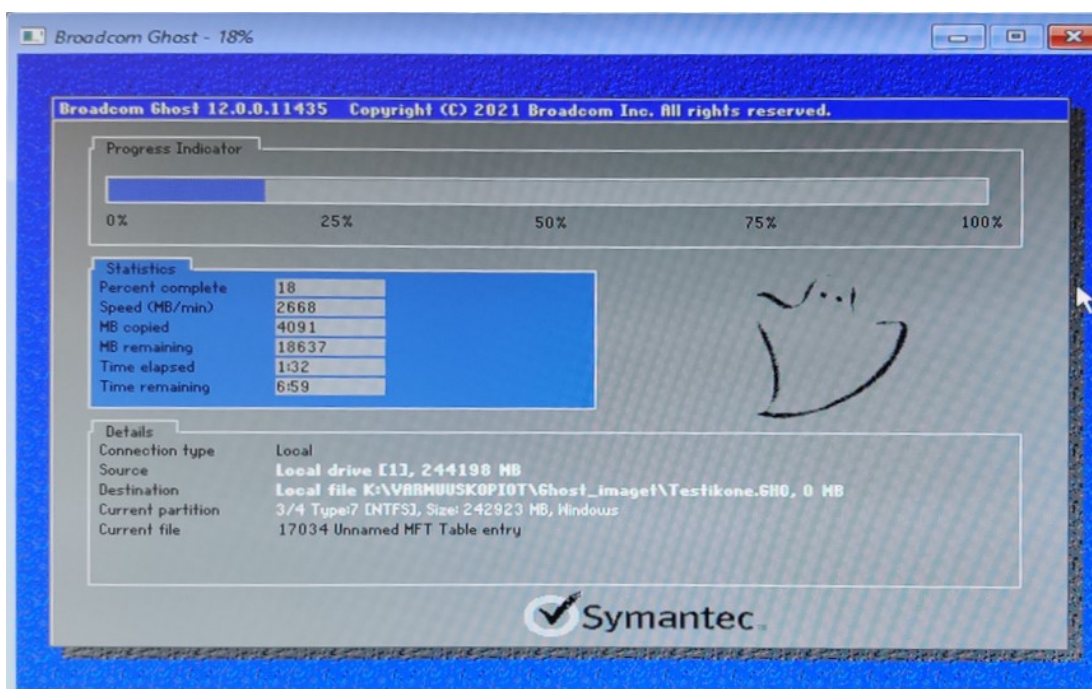 Broadcom Ghost - 18%
Broadcom Ghost 12.0.0.11435 Copyright (C) 2021 Broadcom Inc. All rights reserved.
Progress Indicator
0% 25% 50% 75% 100%
Statistics
Percent complete 18
Speed (MB/min) 2668
MB copied 4091
MB remaining 18637
Time elapsed 1:32
Time remaining 6:59
Details
Connection type Local
Source Local drive [1], 244198 MB
Destination Local file K:\VARMUUSKOPIOT\Ghost_imaget\Testikone.GHO, 0 MB
Current partition 3/4 Type:7 [NTFS], Size: 242923 MB, Windows
Current file 17034 Unnamed MFT Table entry
Symantec